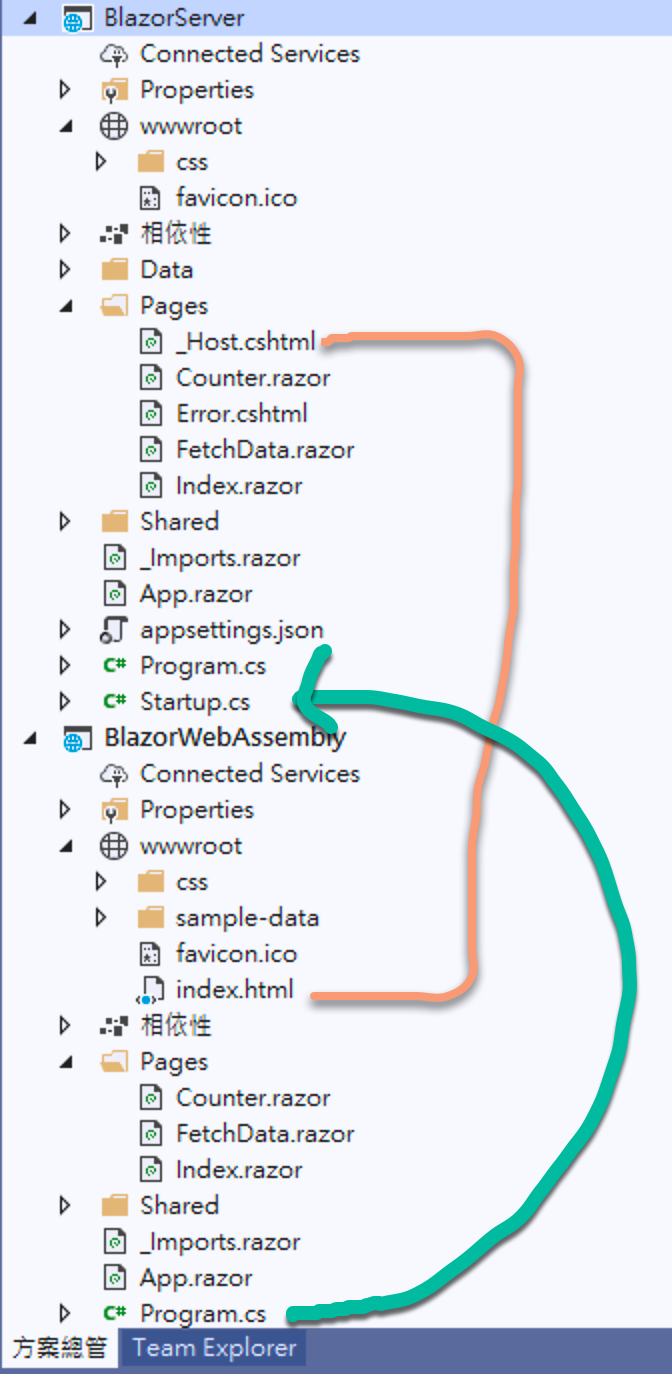 BlazorServer
Connected Services
Properties
wwwroot
css
favicon.ico
相依性
Data
Pages
_Host.cshtml
Counter.razor
Error.cshtml
FetchData.razor
Index.razor
Shared
_Imports.razor
App.razor
appsettings.json
C# Program.cs
C# Startup.cs
BlazorWebAssembly
Connected Services
Properties
wwwroot
css
sample-data
favicon.ico
index.html
相依性
Pages
Counter.razor
FetchData.razor
Index.razor
Shared
_Imports.razor
App.razor
C# Program.cs
方案總管 Team Explorer